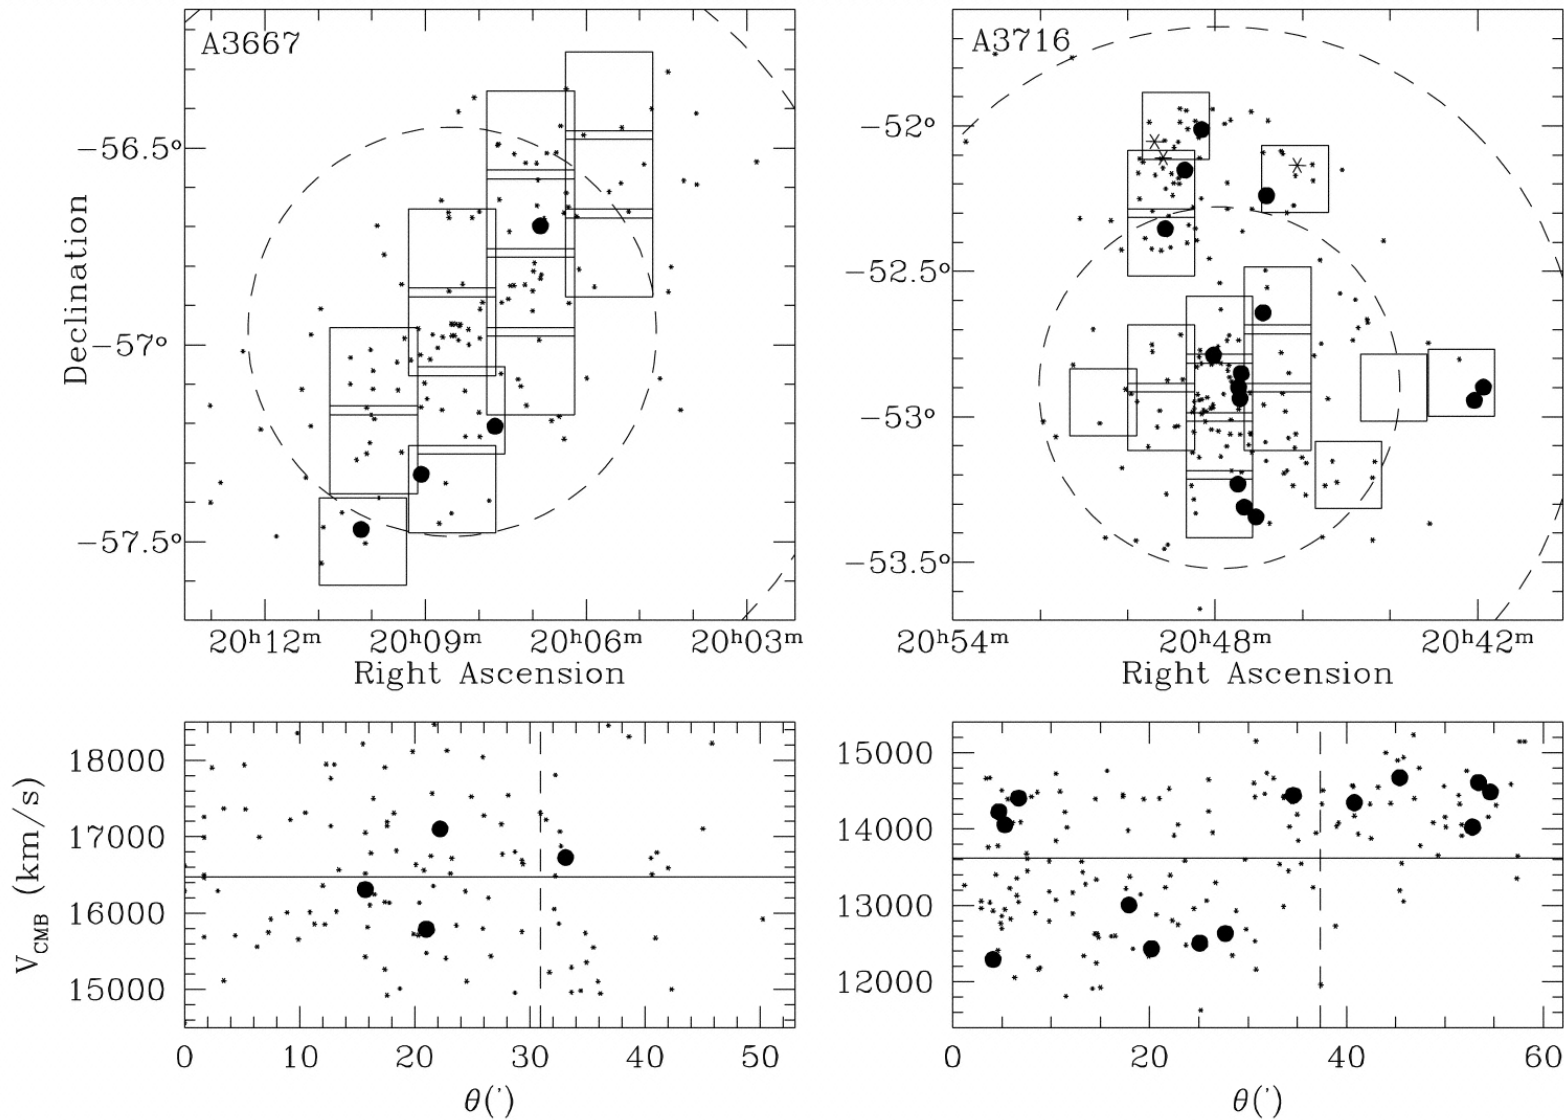 A3667
A3716
Declination
−56.5°
−57°
−57.5°
−52°
−52.5°
−53°
−53.5°
20ʰ12ᵐ 20ʰ09ᵐ 20ʰ06ᵐ 20ʰ03ᵐ
20ʰ54ᵐ 20ʰ48ᵐ 20ʰ42ᵐ
Right Ascension
Right Ascension
V_CMB (km/s)
18000
17000
16000
15000
15000
14000
13000
12000
0 10 20 30 40 50
0 20 40 60
θ(')
θ(')